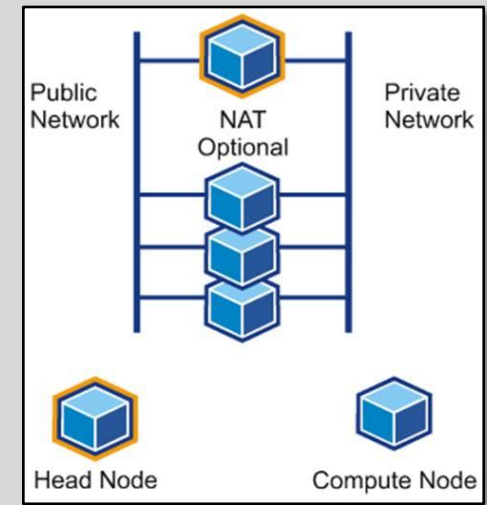 Public
Network
NAT
Optional
Private
Network
Head Node
Compute Node